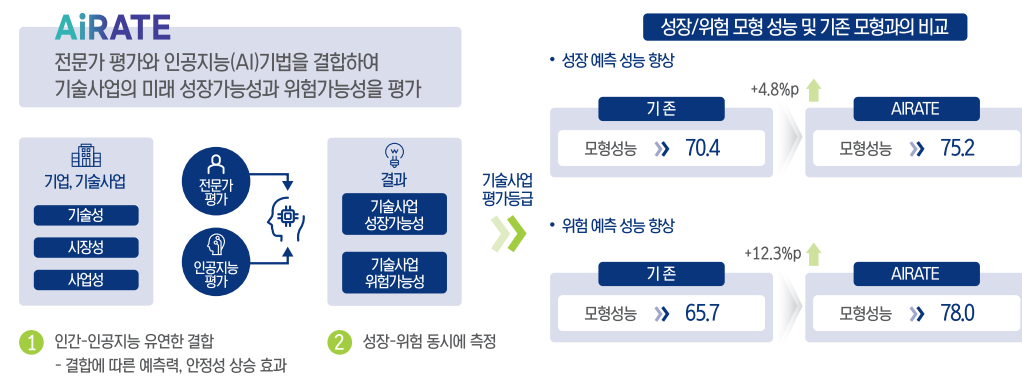 AiRATE
전문가 평가와 인공지능(AI)기법을 결합하여
기술사업의 미래 성장가능성과 위험가능성을 평가
기업, 기술사업
기술성
시장성
사업성
전문가
평가
인공지능
평가
결과
기술사업
성장가능성
기술사업
위험가능성
1 인간-인공지능 유연한 결합
- 결합에 따른 예측력, 안정성 상승 효과
2 성장-위험 동시에 측정
기술사업
평가등급
성장/위험 모형 성능 및 기존 모형과의 비교
• 성장 예측 성능 향상
+4.8%p
기 존
모형성능 70.4
AIRATE
모형성능 75.2
• 위험 예측 성능 향상
+12.3%p
기 존
모형성능 65.7
AIRATE
모형성능 78.0